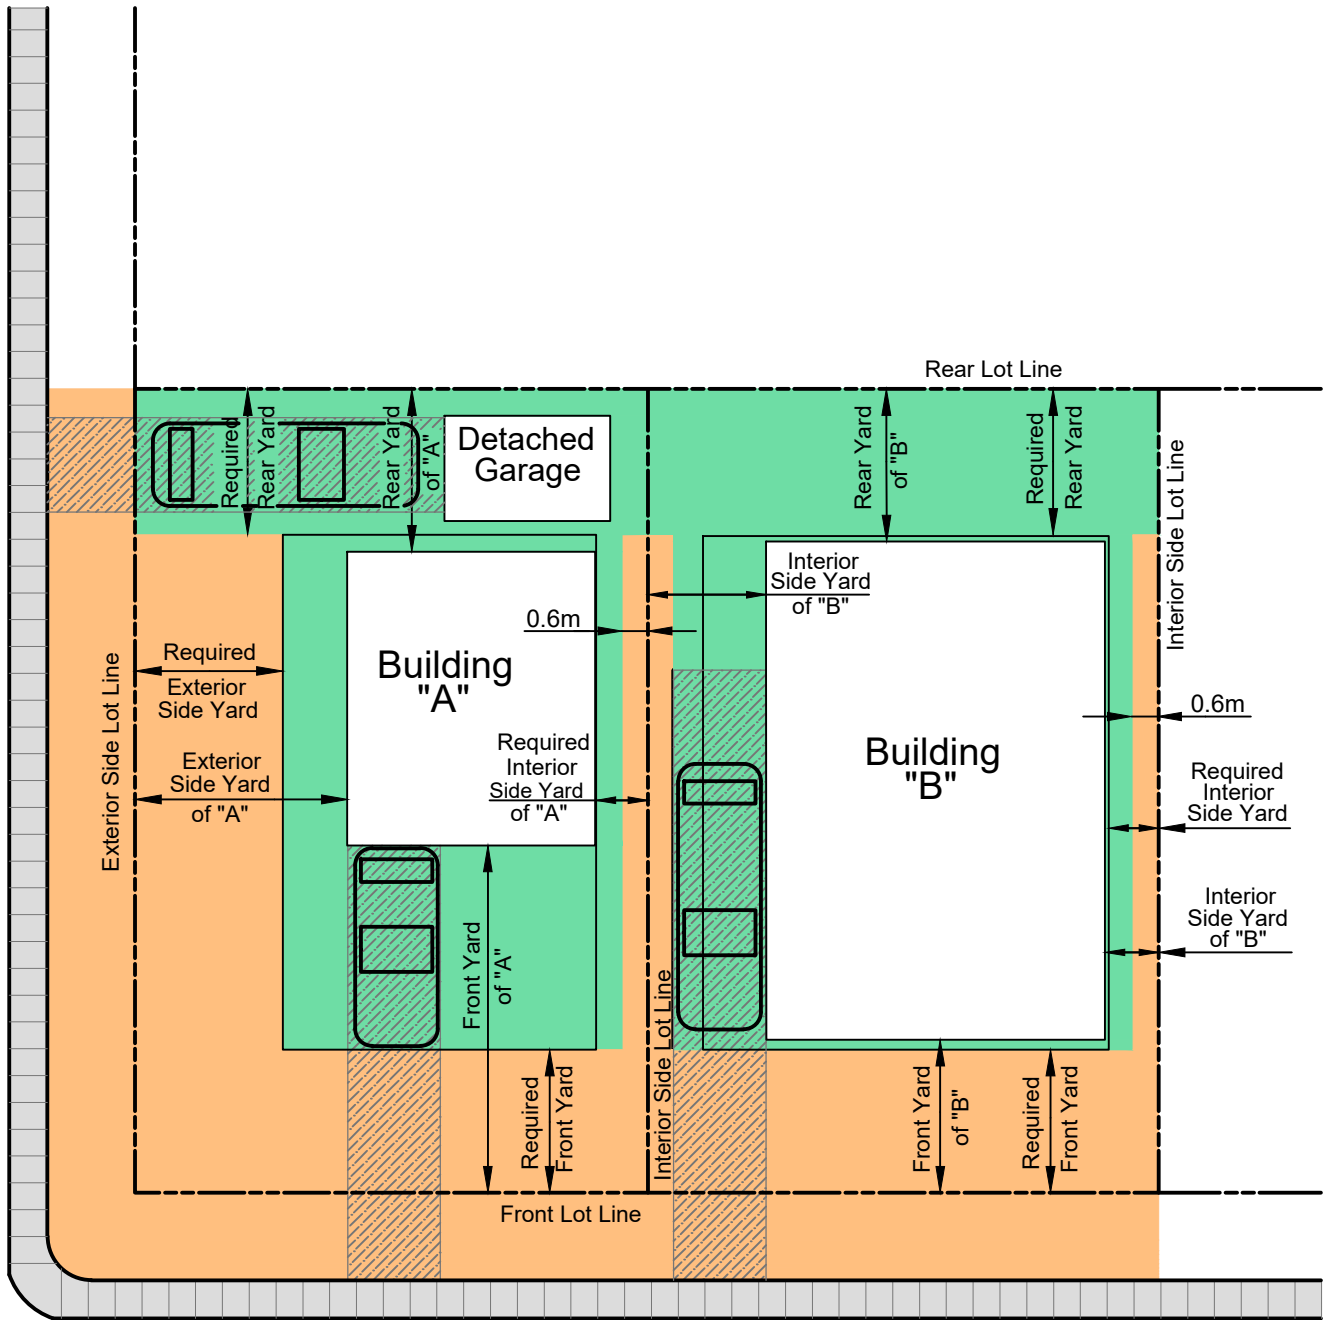 Rear Lot Line
Required
Rear Yard
Rear Yard
of "A"
Detached
Garage
Rear Yard
of "B"
Required
Rear Yard
Interior Side Lot Line
Interior
Side Yard
of "B"
0.6m
Required
Exterior
Side Yard
Building
"A"
Exterior Side Lot Line
Exterior
Side Yard
of "A"
Required
Interior
Side Yard
of "A"
Building
"B"
0.6m
Required
Interior
Side Yard
Interior
Side Yard
of "B"
Front Yard
of "A"
Required
Front Yard
Interior Side Lot Line
Front Yard
of "B"
Required
Front Yard
Front Lot Line